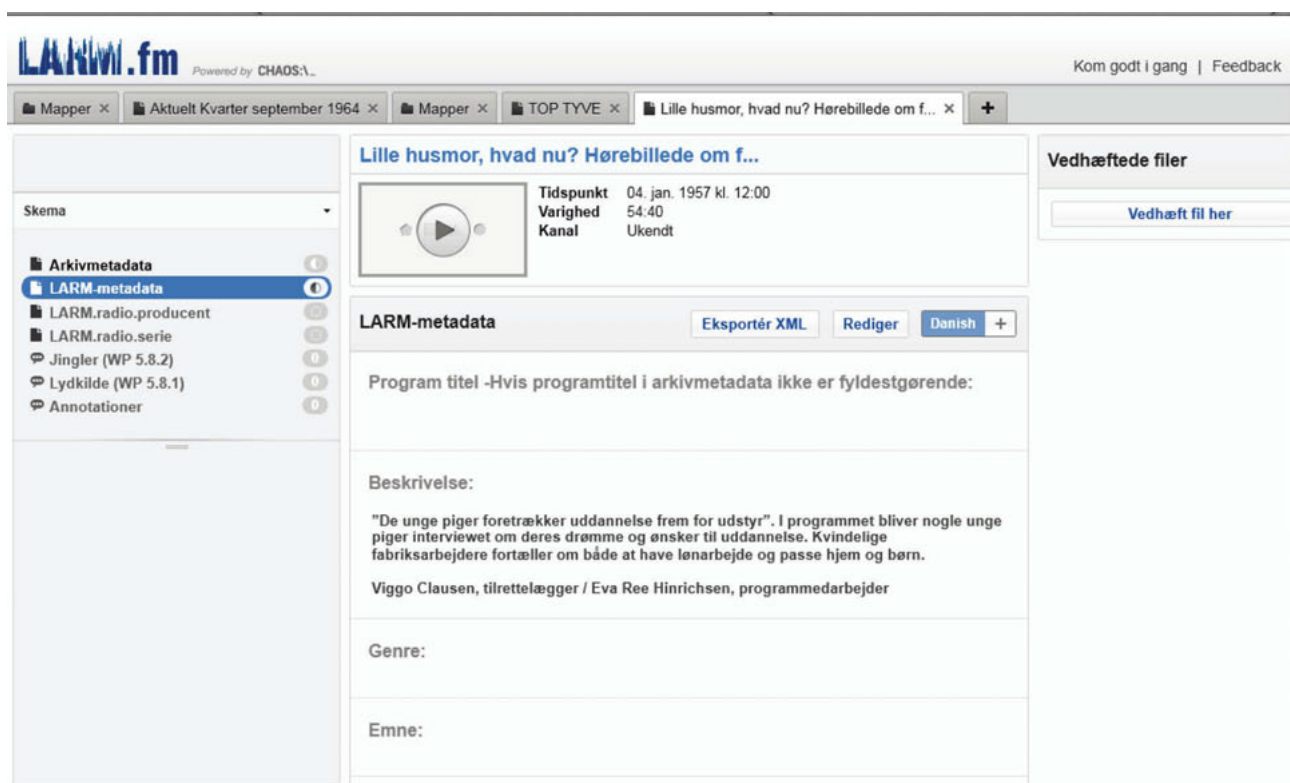 LARM.fm Powered by CHAOS:\_
Kom godt i gang | Feedback
Mapper × Aktuelt Kvarter september 1964 × Mapper × TOP TYVE × Lille husmor, hvad nu? Hørebillede om f... × +
Skema
Arkivmetadata
LARM-metadata
LARM.radio.producent
LARM.radio.serie
Jingler (WP 5.8.2) 0
Lydkilde (WP 5.8.1) 0
Annotationer 0
Lille husmor, hvad nu? Hørebillede om f...
Tidspunkt 04. jan. 1957 kl. 12:00
Varighed 54:40
Kanal Ukendt
LARM-metadata Eksportér XML Rediger Danish +
Program titel -Hvis programtitel i arkivmetadata ikke er fyldestgørende:
Beskrivelse:
"De unge piger foretrækker uddannelse frem for udstyr". I programmet bliver nogle unge
piger interviewet om deres drømme og ønsker til uddannelse. Kvindelige
fabriksarbejdere fortæller om både at have lønarbejde og passe hjem og børn.
Viggo Clausen, tilrettelægger / Eva Ree Hinrichsen, programmedarbejder
Genre:
Emne:
Vedhæftede filer
Vedhæft fil her